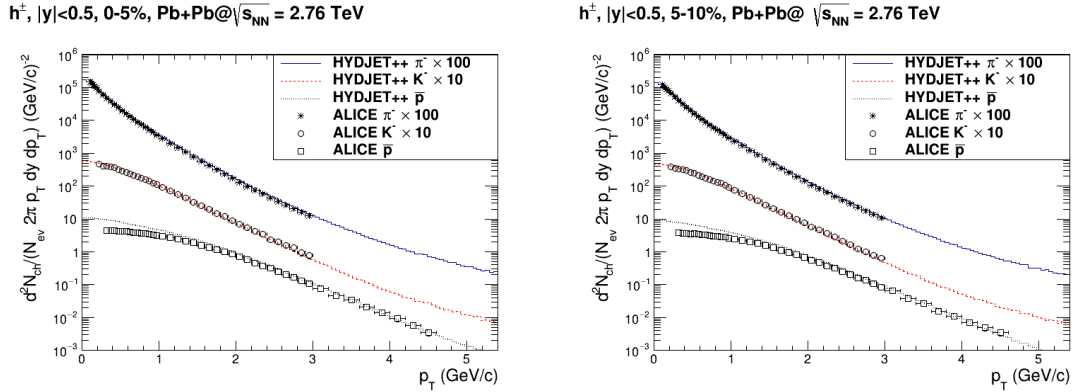 h±, |y|<0.5, 0-5%, Pb+Pb@√sNN = 2.76 TeV
d²Nch/(Nev 2π pT dy dpT) (GeV/c)⁻²
10⁶
10⁵
10⁴
10³
10²
10
1
10⁻¹
10⁻²
10⁻³
HYDJET++ π⁻ × 100
HYDJET++ K⁻ × 10
HYDJET++ p̅
ALICE π⁻ × 100
ALICE K⁻ × 10
ALICE p̅
0 1 2 3 4 5
pT (GeV/c)
h±, |y|<0.5, 5-10%, Pb+Pb@ √sNN = 2.76 TeV
d²Nch/(Nev 2π pT dy dpT) (GeV/c)⁻²
10⁶
10⁵
10⁴
10³
10²
10
1
10⁻¹
10⁻²
10⁻³
HYDJET++ π⁻ × 100
HYDJET++ K⁻ × 10
HYDJET++ p̅
ALICE π⁻ × 100
ALICE K⁻ × 10
ALICE p̅
0 1 2 3 4 5
pT (GeV/c)